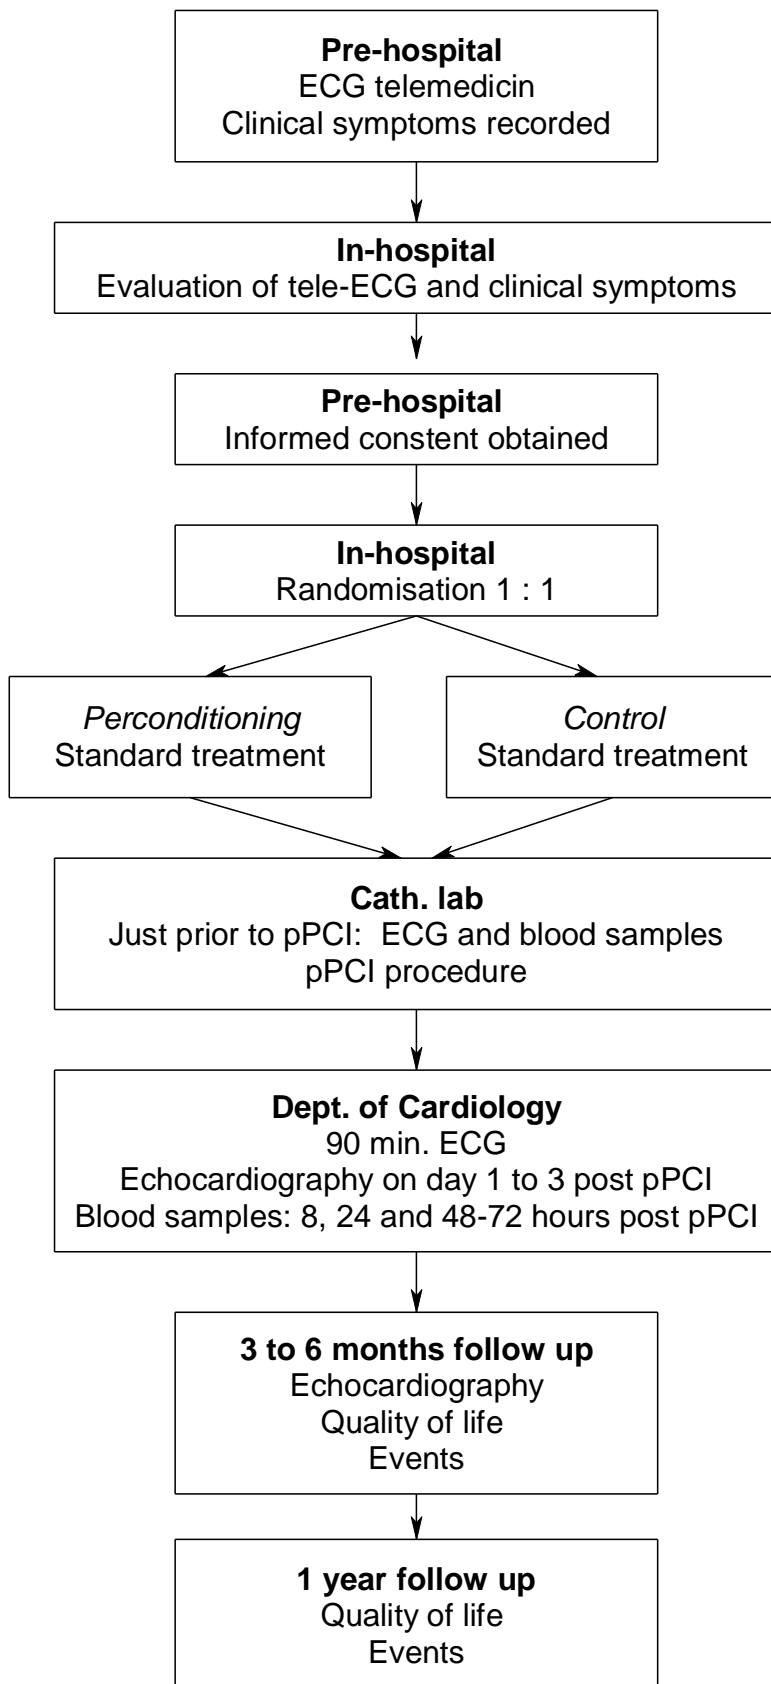 Pre-hospital
ECG telemedicin
Clinical symptoms recorded
In-hospital
Evaluation of tele-ECG and clinical symptoms
Pre-hospital
Informed constent obtained
In-hospital
Randomisation 1 : 1
Perconditioning
Standard treatment
Control
Standard treatment
Cath. lab
Just prior to pPCI:  ECG and blood samples
pPCI procedure
Dept. of Cardiology
90 min. ECG
Echocardiography on day 1 to 3 post pPCI
Blood samples: 8, 24 and 48-72 hours post pPCI
3 to 6 months follow up
Echocardiography
Quality of life
Events
1 year follow up
Quality of life
Events